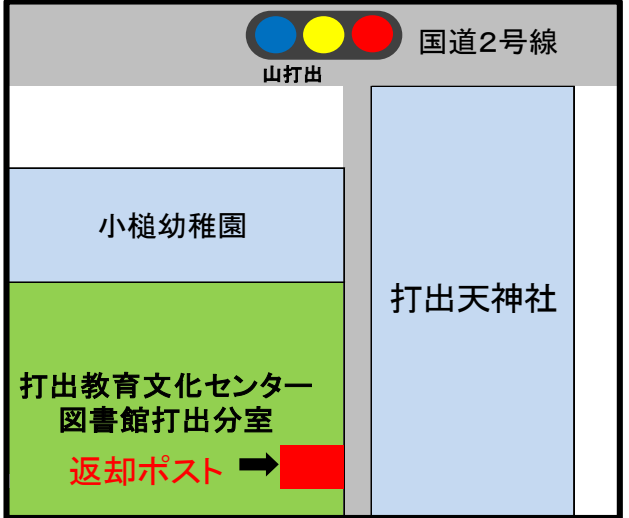 国道2号線
山打出
小槌幼稚園
打出天神社
打出教育文化センター
図書館打出分室
返却ポスト